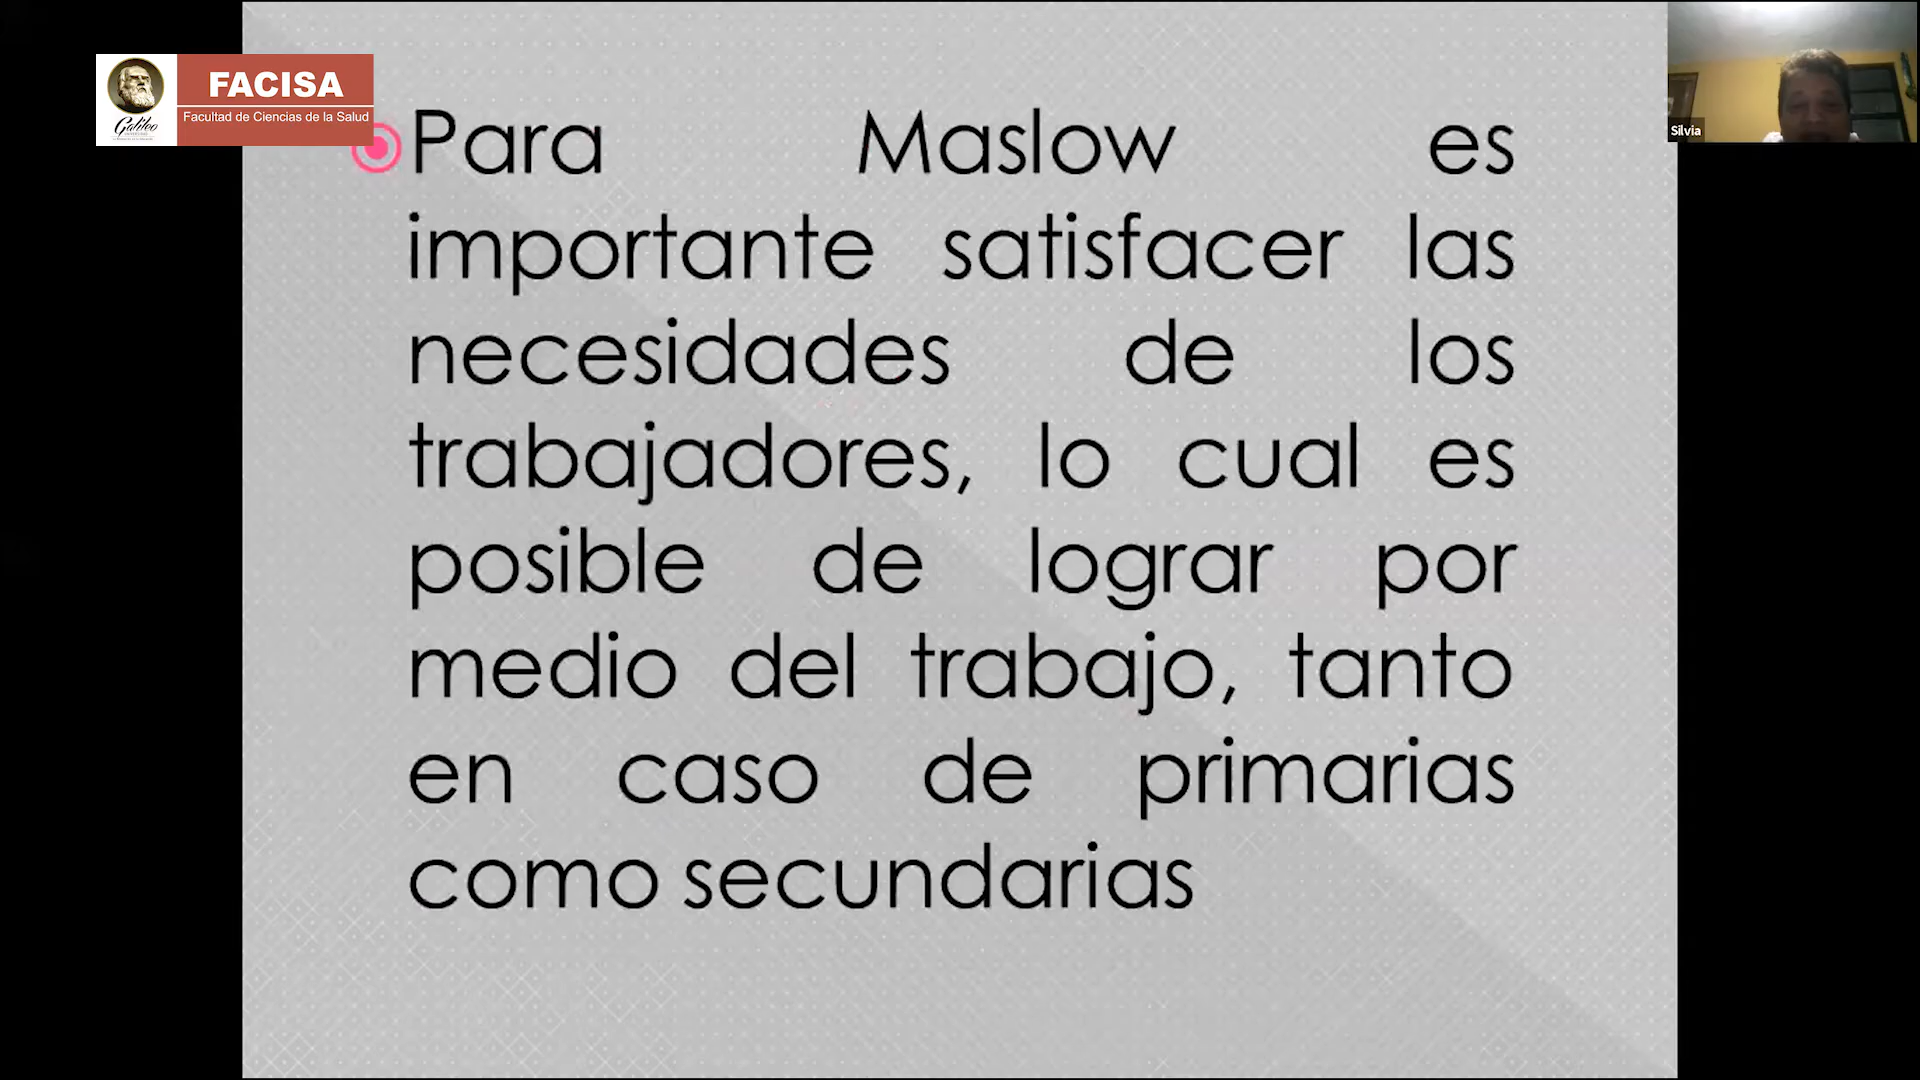 FACISA
Facultad de Ciencias de la Salud
Galileo
Silvia
Para Maslow es
importante satisfacer las
necesidades de los
trabajadores, lo cual es
posible de lograr por
medio del trabajo, tanto
en caso de primarias
como secundarias